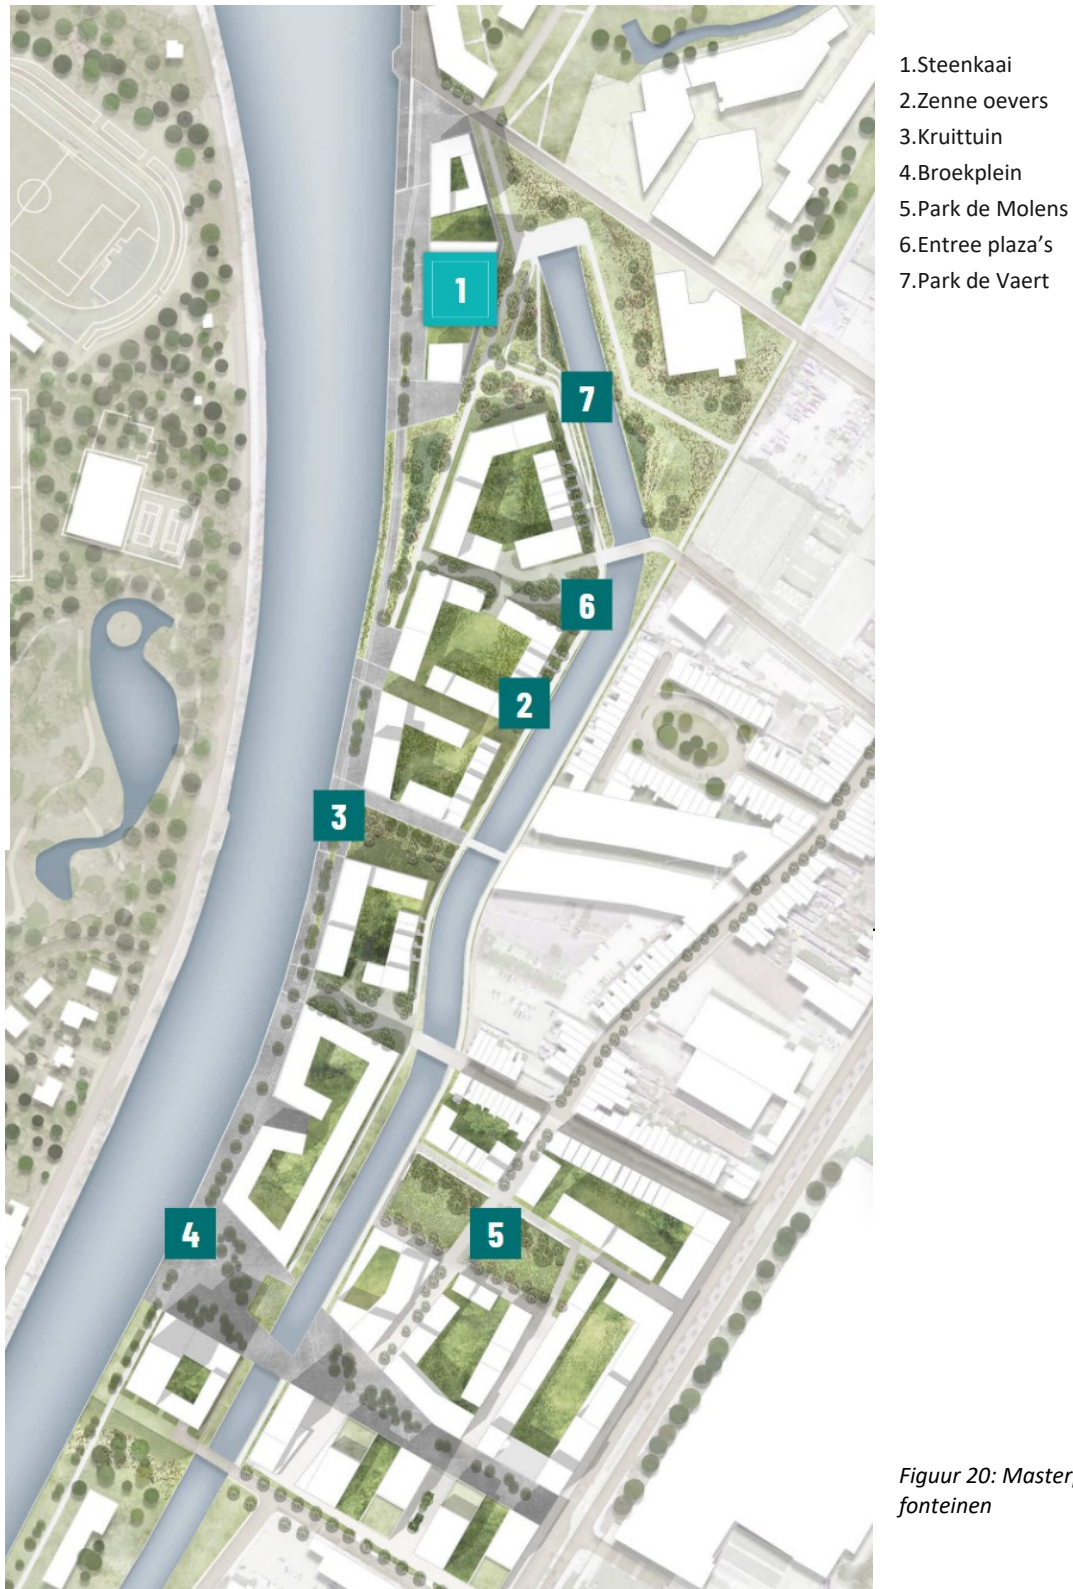 1.Steenkaai
2.Zenne oevers
3.Kruittuin
4.Broekplein
5.Park de Molens
6.Entree plaza's
7.Park de Vaert
1
7
6
2
3
4
5
Figuur 20: Master
fonteinen